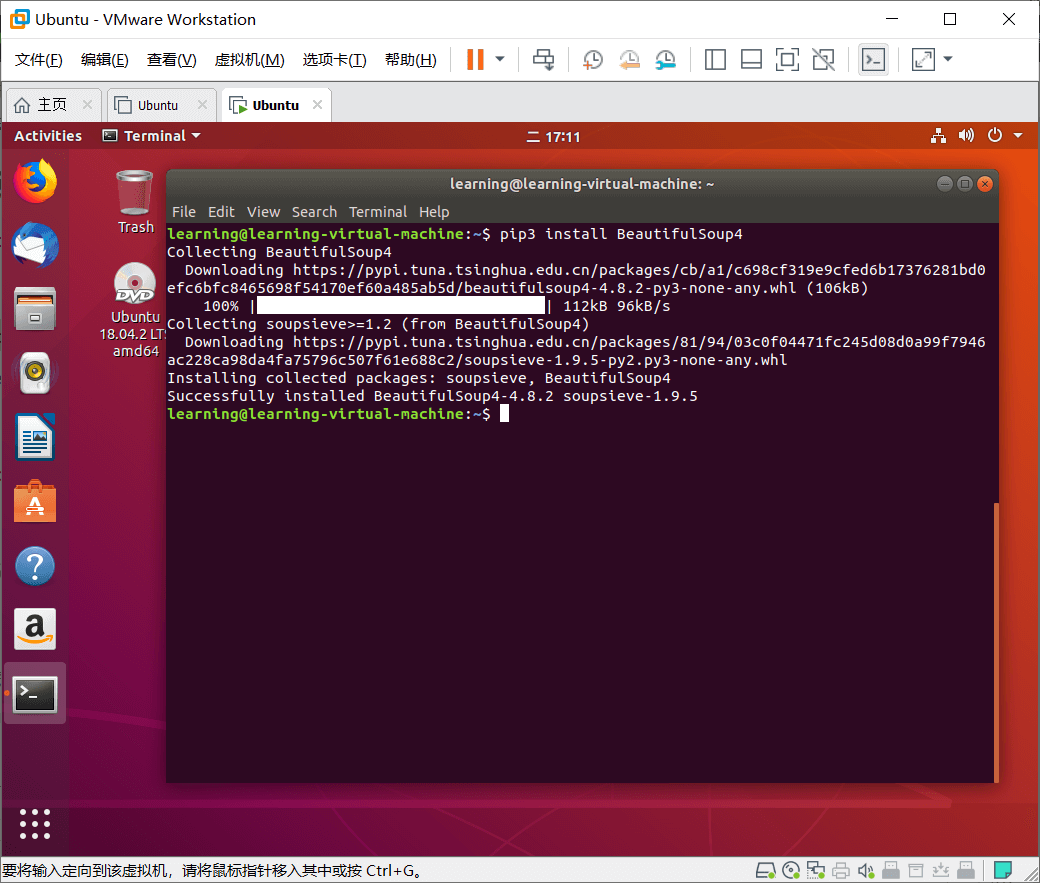 Ubuntu - VMware Workstation
文件(F) 编辑(E) 查看(V) 虚拟机(M) 选项卡(T) 帮助(H)
主页 Ubuntu Ubuntu
Activities Terminal 二 17:11
learning@learning-virtual-machine: ~
File Edit View Search Terminal Help
learning@learning-virtual-machine:~$ pip3 install BeautifulSoup4
Collecting BeautifulSoup4
Downloading https://pypi.tuna.tsinghua.edu.cn/packages/cb/a1/c698cf319e9cfed6b17376281bd0
efc6bfc8465698f54170ef60a485ab5d/beautifulsoup4-4.8.2-py3-none-any.whl (106kB)
100% || 112kB 96kB/s
Collecting soupsieve>=1.2 (from BeautifulSoup4)
Downloading https://pypi.tuna.tsinghua.edu.cn/packages/81/94/03c0f04471fc245d08d0a99f7946
ac228ca98da4fa75796c507f61e688c2/soupsieve-1.9.5-py2.py3-none-any.whl
Installing collected packages: soupsieve, BeautifulSoup4
Successfully installed BeautifulSoup4-4.8.2 soupsieve-1.9.5
learning@learning-virtual-machine:~$
Trash
DVD
Ubuntu
18.04.2 LTS
amd64
要将输入定向到该虚拟机，请将鼠标指针移入其中或按 Ctrl+G。